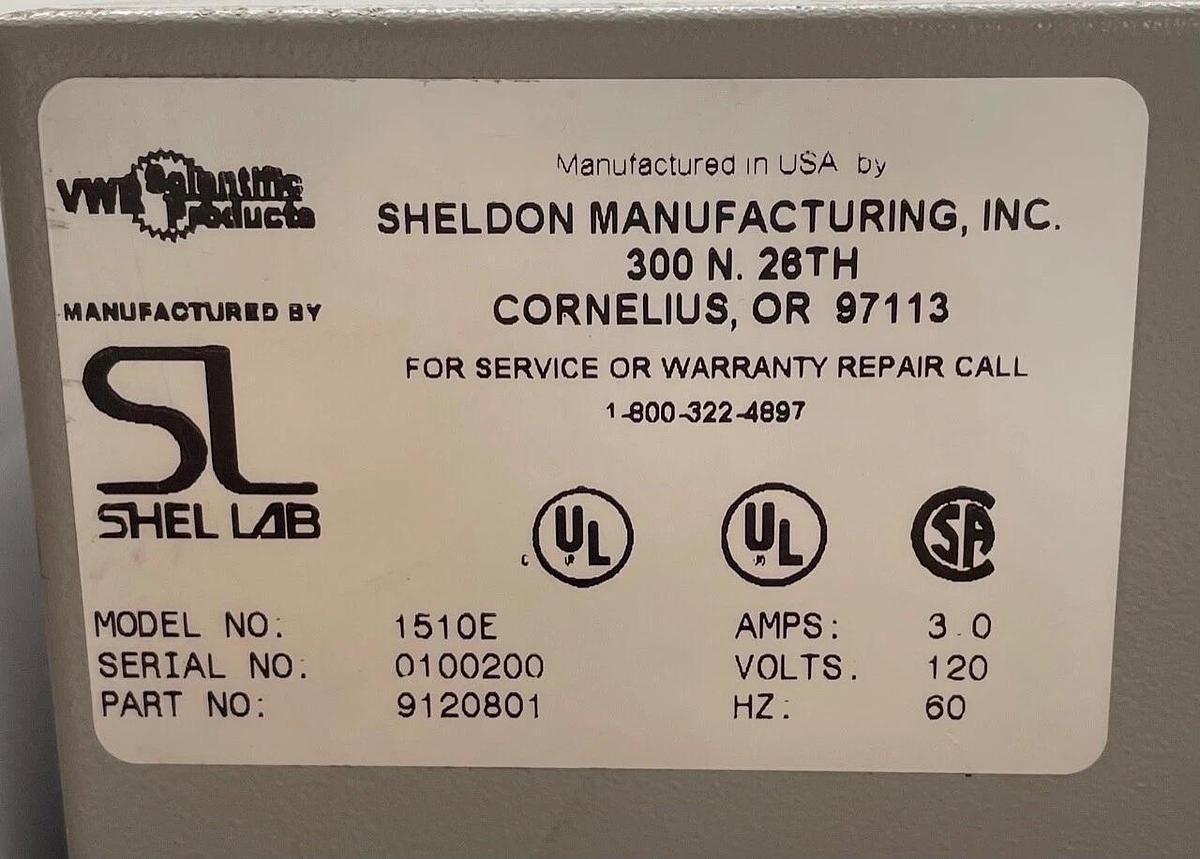 VWR Scientific
Products
MANUFACTURED BY
SL
SHEL LAB
Manufactured in USA by
SHELDON MANUFACTURING, INC.
300 N. 26TH
CORNELIUS, OR 97113
FOR SERVICE OR WARRANTY REPAIR CALL
1-800-322-4897
C UL UL SA
MODEL NO: 1510E AMPS: 3.0
SERIAL NO: 0100200 VOLTS: 120
PART NO: 9120801 HZ: 60